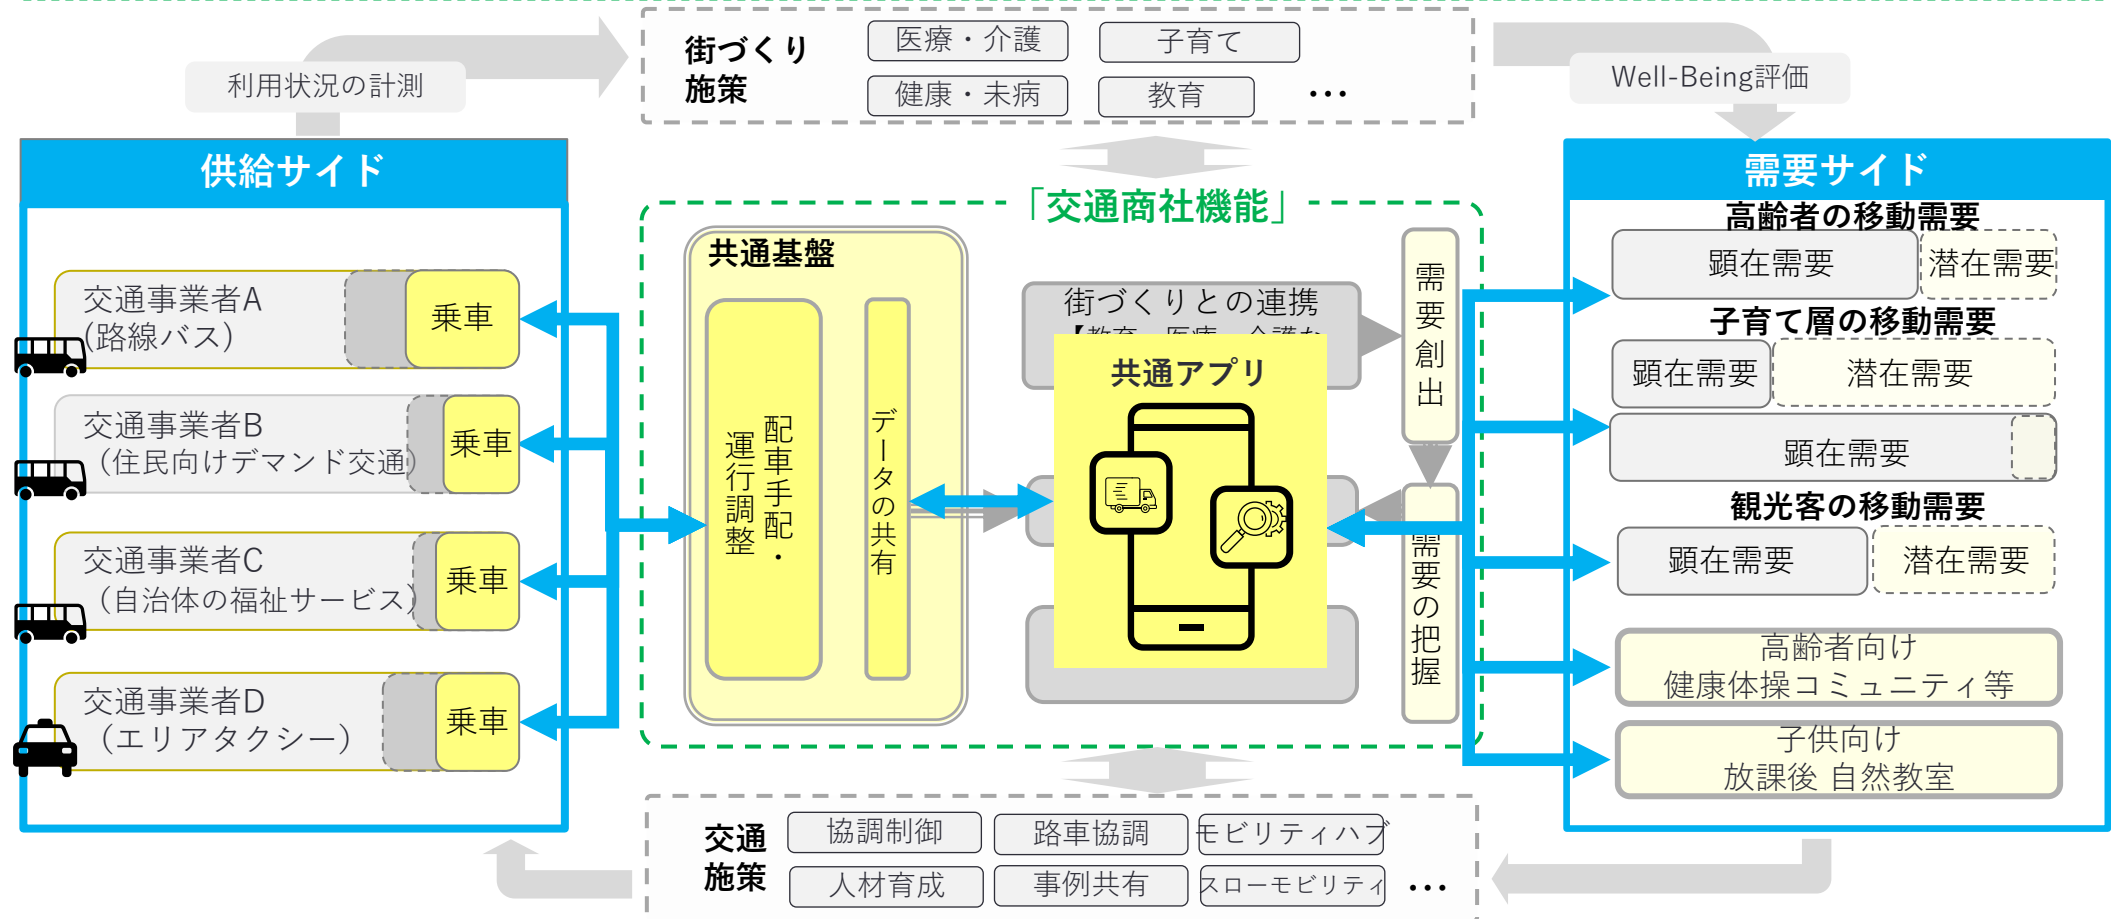 街づくり
施策
医療・介護
子育て
健康・未病
教育
…
利用状況の計測
Well-Being評価
供給サイド
交通事業者A
(路線バス)
乗車
交通事業者B
(住民向けデマンド交通)
乗車
交通事業者C
(自治体の福祉サービス)
乗車
交通事業者D
(エリアタクシー)
乗車
「交通商社機能」
共通基盤
配車手配・
運行調整
データの共有
街づくりとの連携
共通アプリ
需要創出
需要の把握
需要サイド
高齢者の移動需要
顕在需要
潜在需要
子育て層の移動需要
顕在需要
潜在需要
顕在需要
観光客の移動需要
顕在需要
潜在需要
高齢者向け
健康体操コミュニティ等
子供向け
放課後 自然教室
交通
施策
協調制御
路車協調
モビリティハブ
人材育成
事例共有
スローモビリティ
…